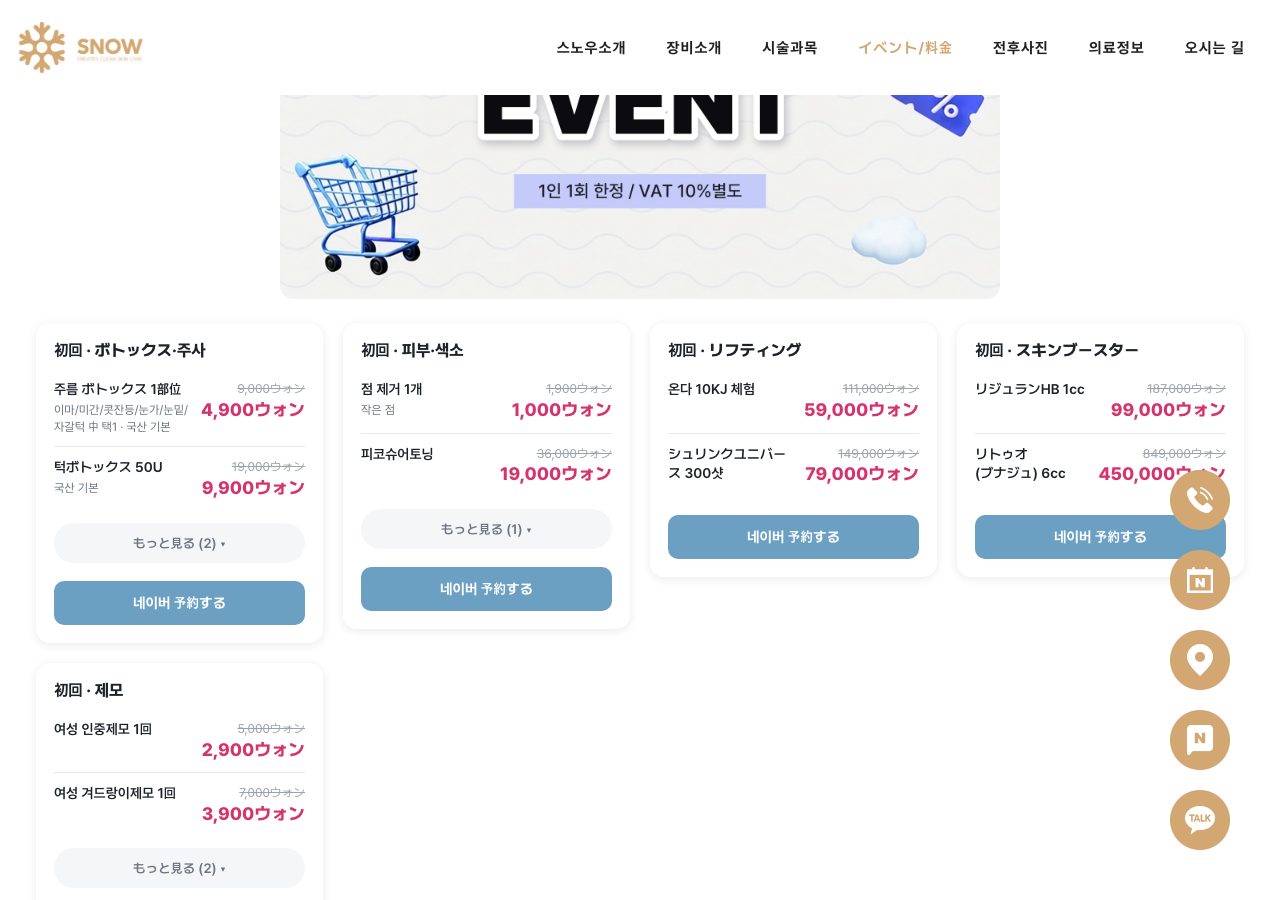 SNOW
CREATES CLEAN SKIN CARE
스노우소개
장비소개
시술과목
イベント/料金
전후사진
의료정보
오시는 길
EVENT
%
1인 1회 한정 / VAT 10%별도
初回 · ボトックス·주사
주름 ボトックス 1部位
9,000ウォン
이마/미간/콧잔등/눈가/눈밑/
자갈턱 中 택1 · 국산 기본
4,900ウォン
턱ボトックス 50U
19,000ウォン
국산 기본
9,900ウォン
もっと見る (2) ▾
네이버 予約する
初回 · 피부·색소
점 제거 1개
1,900ウォン
작은 점
1,000ウォン
피코슈어토닝
36,000ウォン
19,000ウォン
もっと見る (1) ▾
네이버 予約する
初回 · リフティング
온다 10KJ 체험
111,000ウォン
59,000ウォン
シュリンクユニバー
ス 300샷
149,000ウォン
79,000ウォン
네이버 予約する
初回 · スキンブースター
リジュランHB 1cc
187,000ウォン
99,000ウォン
リトゥオ
(ブナジュ) 6cc
849,000ウォン
450,000ウォン
네이버 予約する
初回 · 제모
여성 인중제모 1回
5,000ウォン
2,900ウォン
여성 겨드랑이제모 1回
7,000ウォン
3,900ウォン
もっと見る (2) ▾
N
N
TALK